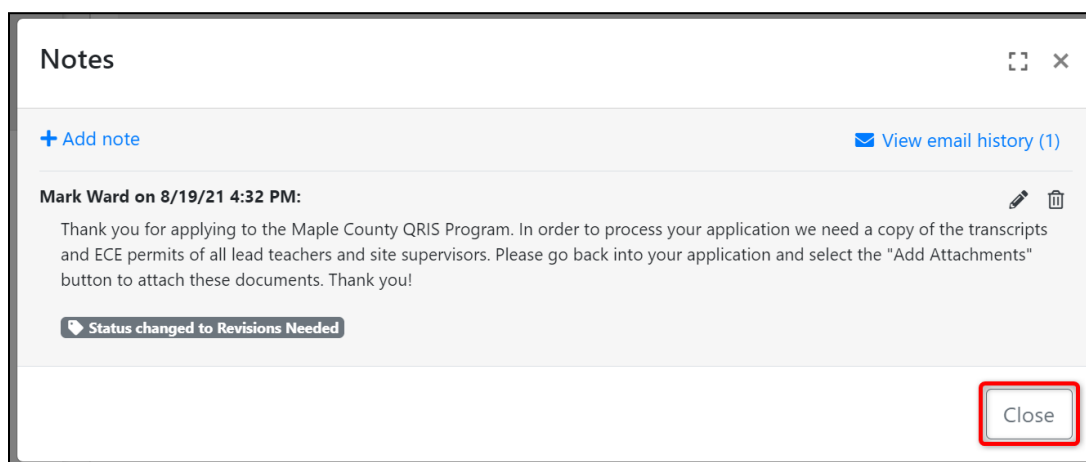 Notes
Add note
View email history (1)
Mark Ward on 8/19/21 4:32 PM:
Thank you for applying to the Maple County QRIS Program. In order to process your application we need a copy of the transcripts
and ECE permits of all lead teachers and site supervisors. Please go back into your application and select the "Add Attachments"
button to attach these documents. Thank you!
Status changed to Revisions Needed
Close